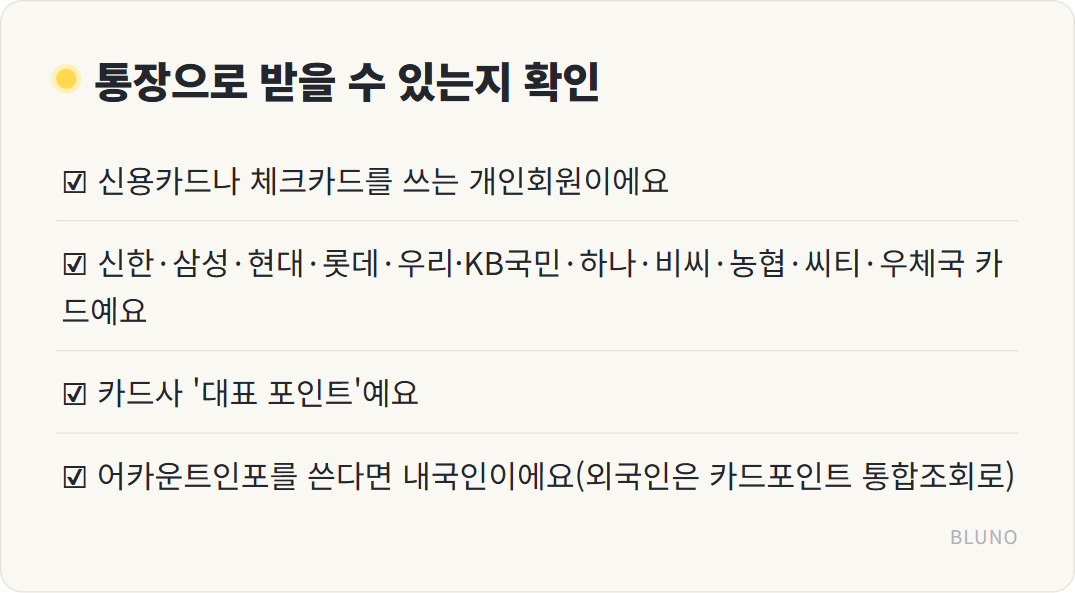 통장으로 받을 수 있는지 확인
☑ 신용카드나 체크카드를 쓰는 개인회원이에요
☑ 신한·삼성·현대·롯데·우리·KB국민·하나·비씨·농협·씨티·우체국 카
드예요
☑ 카드사 '대표 포인트'예요
☑ 어카운트인포를 쓴다면 내국인이에요(외국인은 카드포인트 통합조회로)
BLUNO